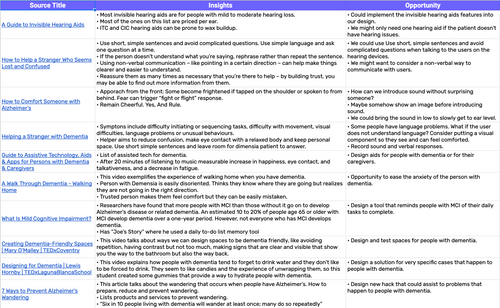 Source Title
Insights
Opportunity
A Guide to Invisible Hearing Aids
• Most invisible hearing aids are for people with mild to moderate hearing loss.
• Most of the ones on this list are priced per ear.
• ITC and CIC hearing aids can be prone to wax buildup.
• Could implement the invisible hearing aids features into
our design.
• We might only need one hearing aid if the patient doesn't
have hearing issues.
How to Help a Stranger Who Seems
Lost and Confused
• Use short, simple sentences and avoid complicated questions. Use simple language and
ask one question at a time.
• If the person doesn't understand what you're saying, rephrase rather than repeat the sentence.
• Using non-verbal communication – like pointing in a certain direction – can help make things
clearer and easier to understand.
• Reassure them as many times as necessary that you're there to help – by building trust, you
may be able to find out more information from them.
• We could use Use short, simple sentences and avoid
complicated questions when talking to the users on the
hearing devices.
• We might want to consider a non-verbal way to
communicate with users.
How to Comfort Someone with
Alzheimer's
• Approach from the front: Some become frightened if tapped on the shoulder or spoken to from
behind. Fear can trigger "fight or flight" response.
• Remain Cheerful. Yes, And Rule.
• How can we introduce sound without surprising
someone?
• Maybe somehow show an image before introducing
sound.
• We could bring the sound in low to slowly get to ear level.
Helping a Stranger with Dementia
• Symptoms include difficulty initiating or sequencing tasks, difficulty with movement, visual
difficulties, language problems or unusual behaviours.
• Helper aims to reduce confusion, make eye contact with a relaxed body and keep personal
space. Use short sentences and leave room for dimensia patient to answer.
• Some people have language problems. What if the user
does not understand language? Consider putting a visual
component so they see and can feel comforted.
• Record sound and verbal responses.
Guide to Assistive Technology, Aids
& Apps for Persons with Dementia
& Caregivers
• List of assisted tech for dementia.
• After 20 minutes of listening to music measurable increase in happiness, eye contact, and
talkativeness, and a decrease in fatigue.
• Design aids for people with dementia or for their
caregivers.
A Walk Through Dementia - Walking
Home
• This video exemplifies the experience of walking home when you have dementia.
• Person with Demensia is easily disoriented. Thinks they know where they are going but realizes
they are not going in the right direction.
• Trusted person makes them feel comfort but they can be easily mistaken.
• Opportunity to ease the anxiety of the person with
dementia.
What Is Mild Cognitive Impairment?
• Researchers have found that more people with MCI than those without it go on to develop
Alzheimer's disease or related dementia. An estimated 10 to 20% of people age 65 or older with
MCI develop dementia over a one-year period. However, not everyone who has MCI develops
dementia.
• Has "Joe's Story" where he used a daily to-do list memory tool
• Design a tool that reminds people with MCI of their daily
tasks to complete.
Creating Dementia-Friendly Spaces
| Mary O'Malley | TEDxCoventry
• This video talks about ways we can design spaces to be dementia friendly, like avoiding
repetition, having contrast but not too much, making signs that are clear and visible that show
you the way to the bathroom also the way back.
• Design and test spaces for people with dementia.
Designing for Dementia | Lewis
Hornby | TEDxLagunaBlancaSchool
• This video explains how people with dementia tend to forget to drink water and they don't like
to be forced to drink. They seem to like candies and the experience of unwrapping them, so this
student created some gummies that provide a way to hydrate people with dementia.
• Design a solution for very specific cases that happen to
people with dementia.
7 Ways to Prevent Alzheimer's
Wandering
• This article talks about the wandering that occurs when people have Alzheimer's. How to
prepare, reduce and prevent wandering.
• Lists products and services to prevent wandering.
• "Six in 10 people living with dementia will wander at least once; many do so repeatedly"
• Design new hack that could assist to problems that
happen to people with dementia.